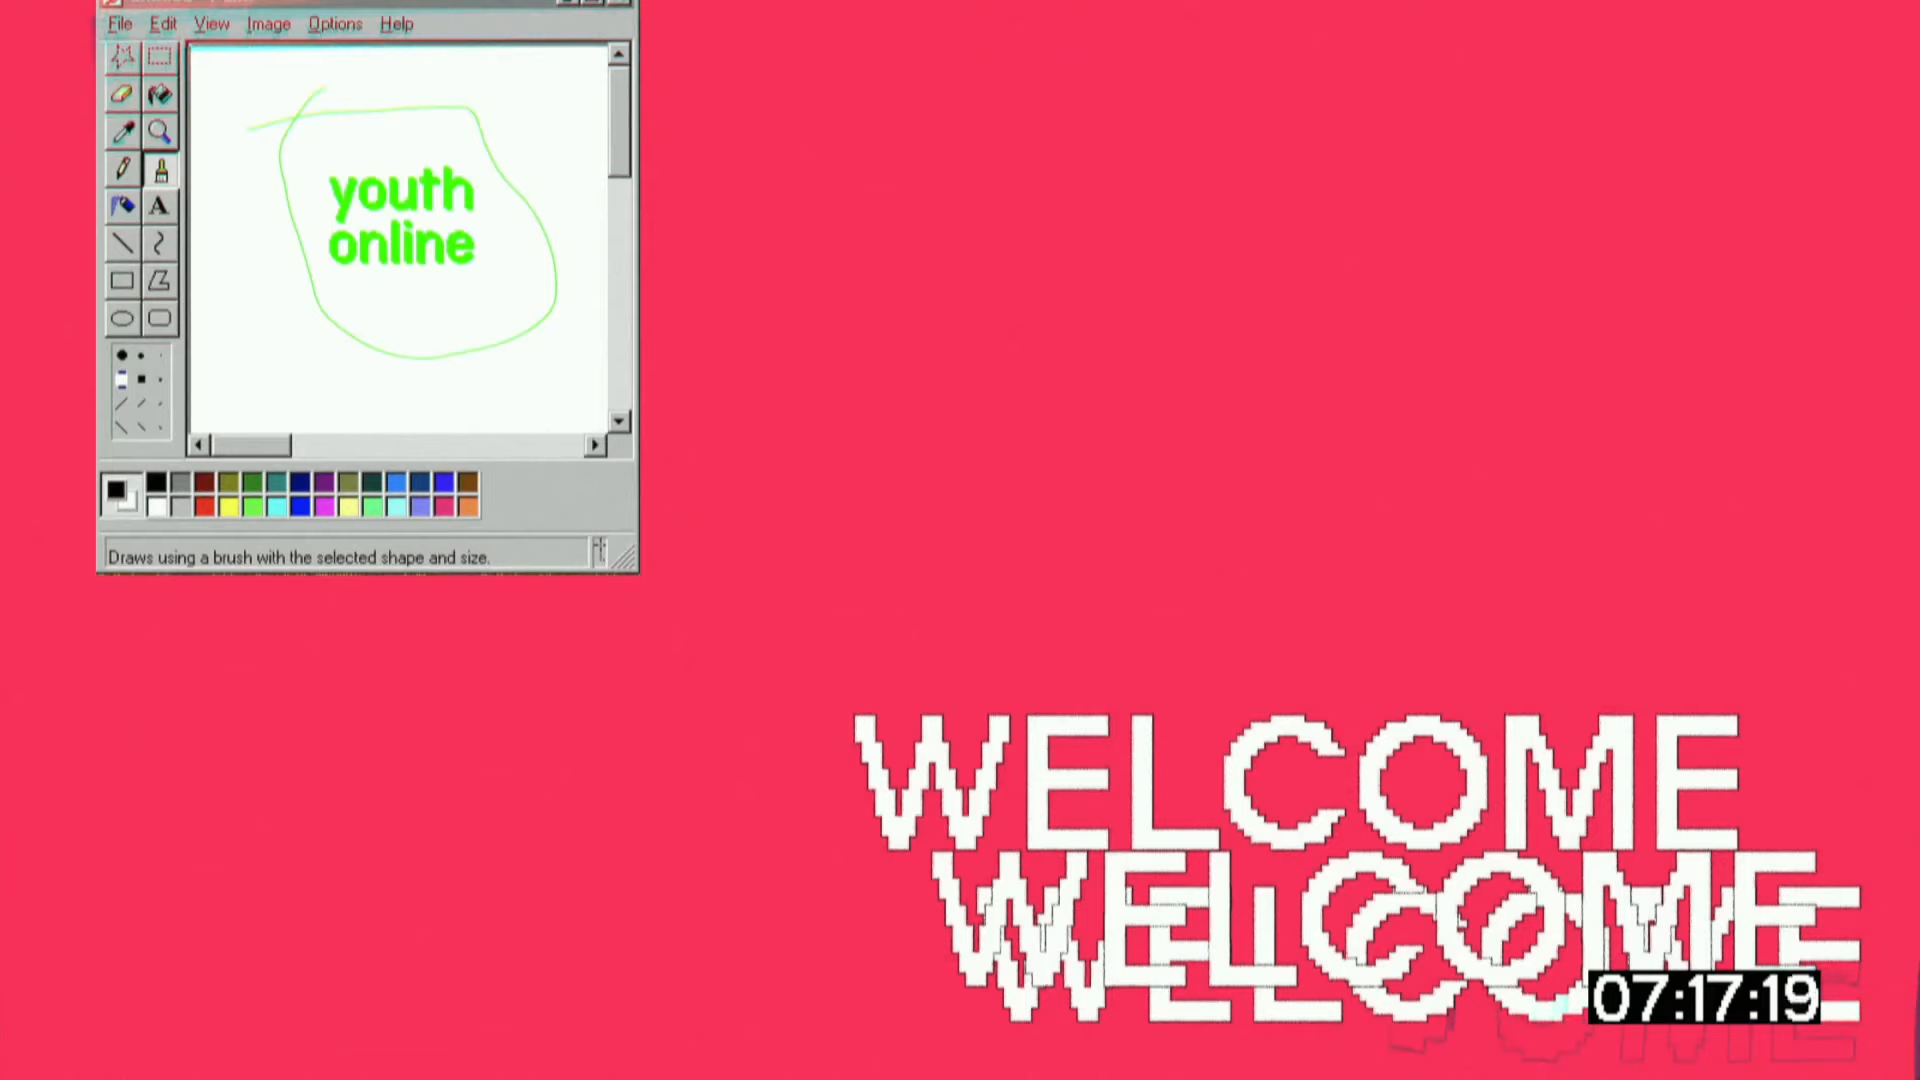 File Edit View Image Options Help
A
youth
online
Draws using a brush with the selected shape and size.
WELCOME
WELCOME
WELCOME
07:17:19